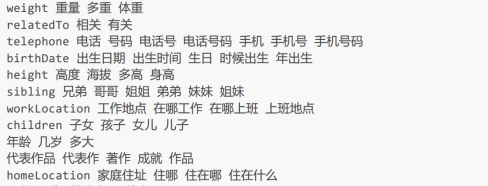 weight 重量 多重 体重
relatedTo 相关 有关
telephone 电话 号码 电话号 电话号码 手机 手机号 手机号码
birthDate 出生日期 出生时间 生日 时候出生 年出生
height 高度 海拔 多高 身高
sibling 兄弟 哥哥 姐姐 弟弟 妹妹 姐妹
workLocation 工作地点 在哪工作 在哪上班 上班地点
children 子女 孩子 女儿 儿子
年龄 几岁 多大
代表作品 代表作 著作 成就 作品
homeLocation 家庭住址 住哪 住在哪 住在什么